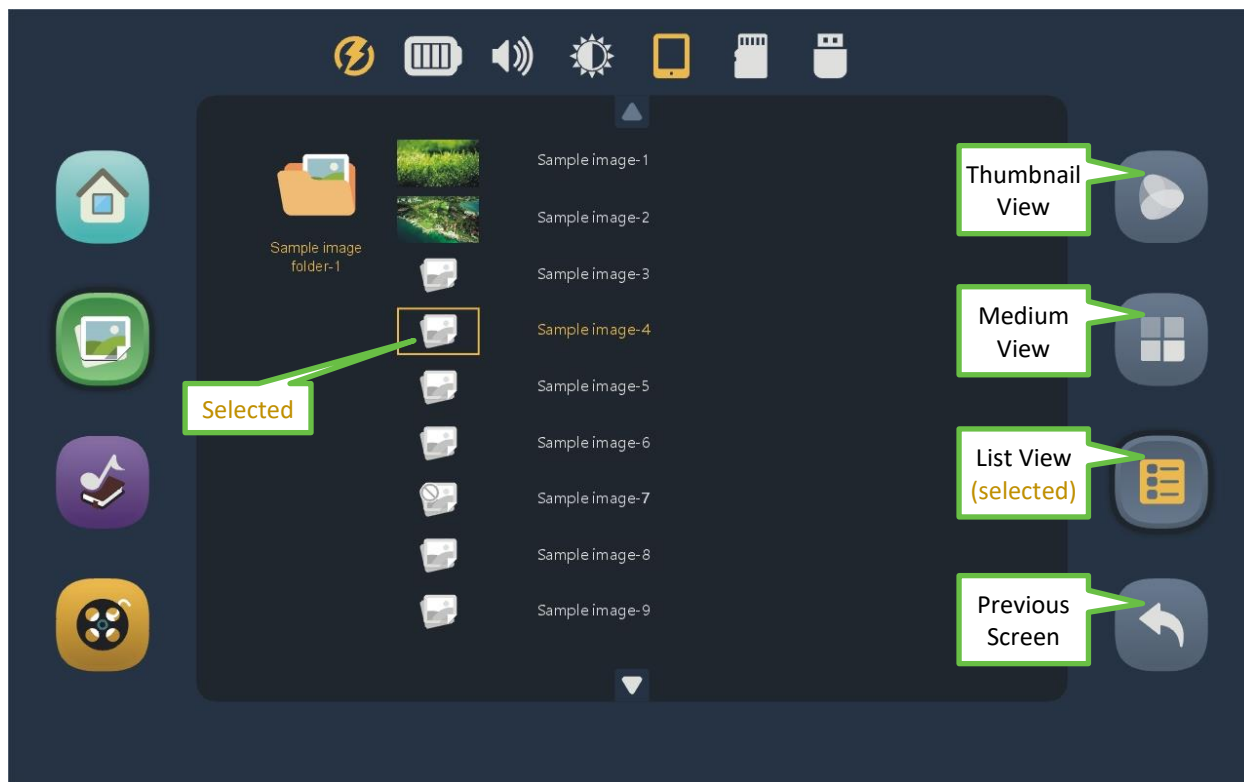 Sample image
folder-1
Sample image-1
Sample image-2
Sample image-3
Sample image-4
Sample image-5
Sample image-6
Sample image-7
Sample image-8
Sample image-9
Selected
Thumbnail
View
Medium
View
List View
(selected)
Previous
Screen